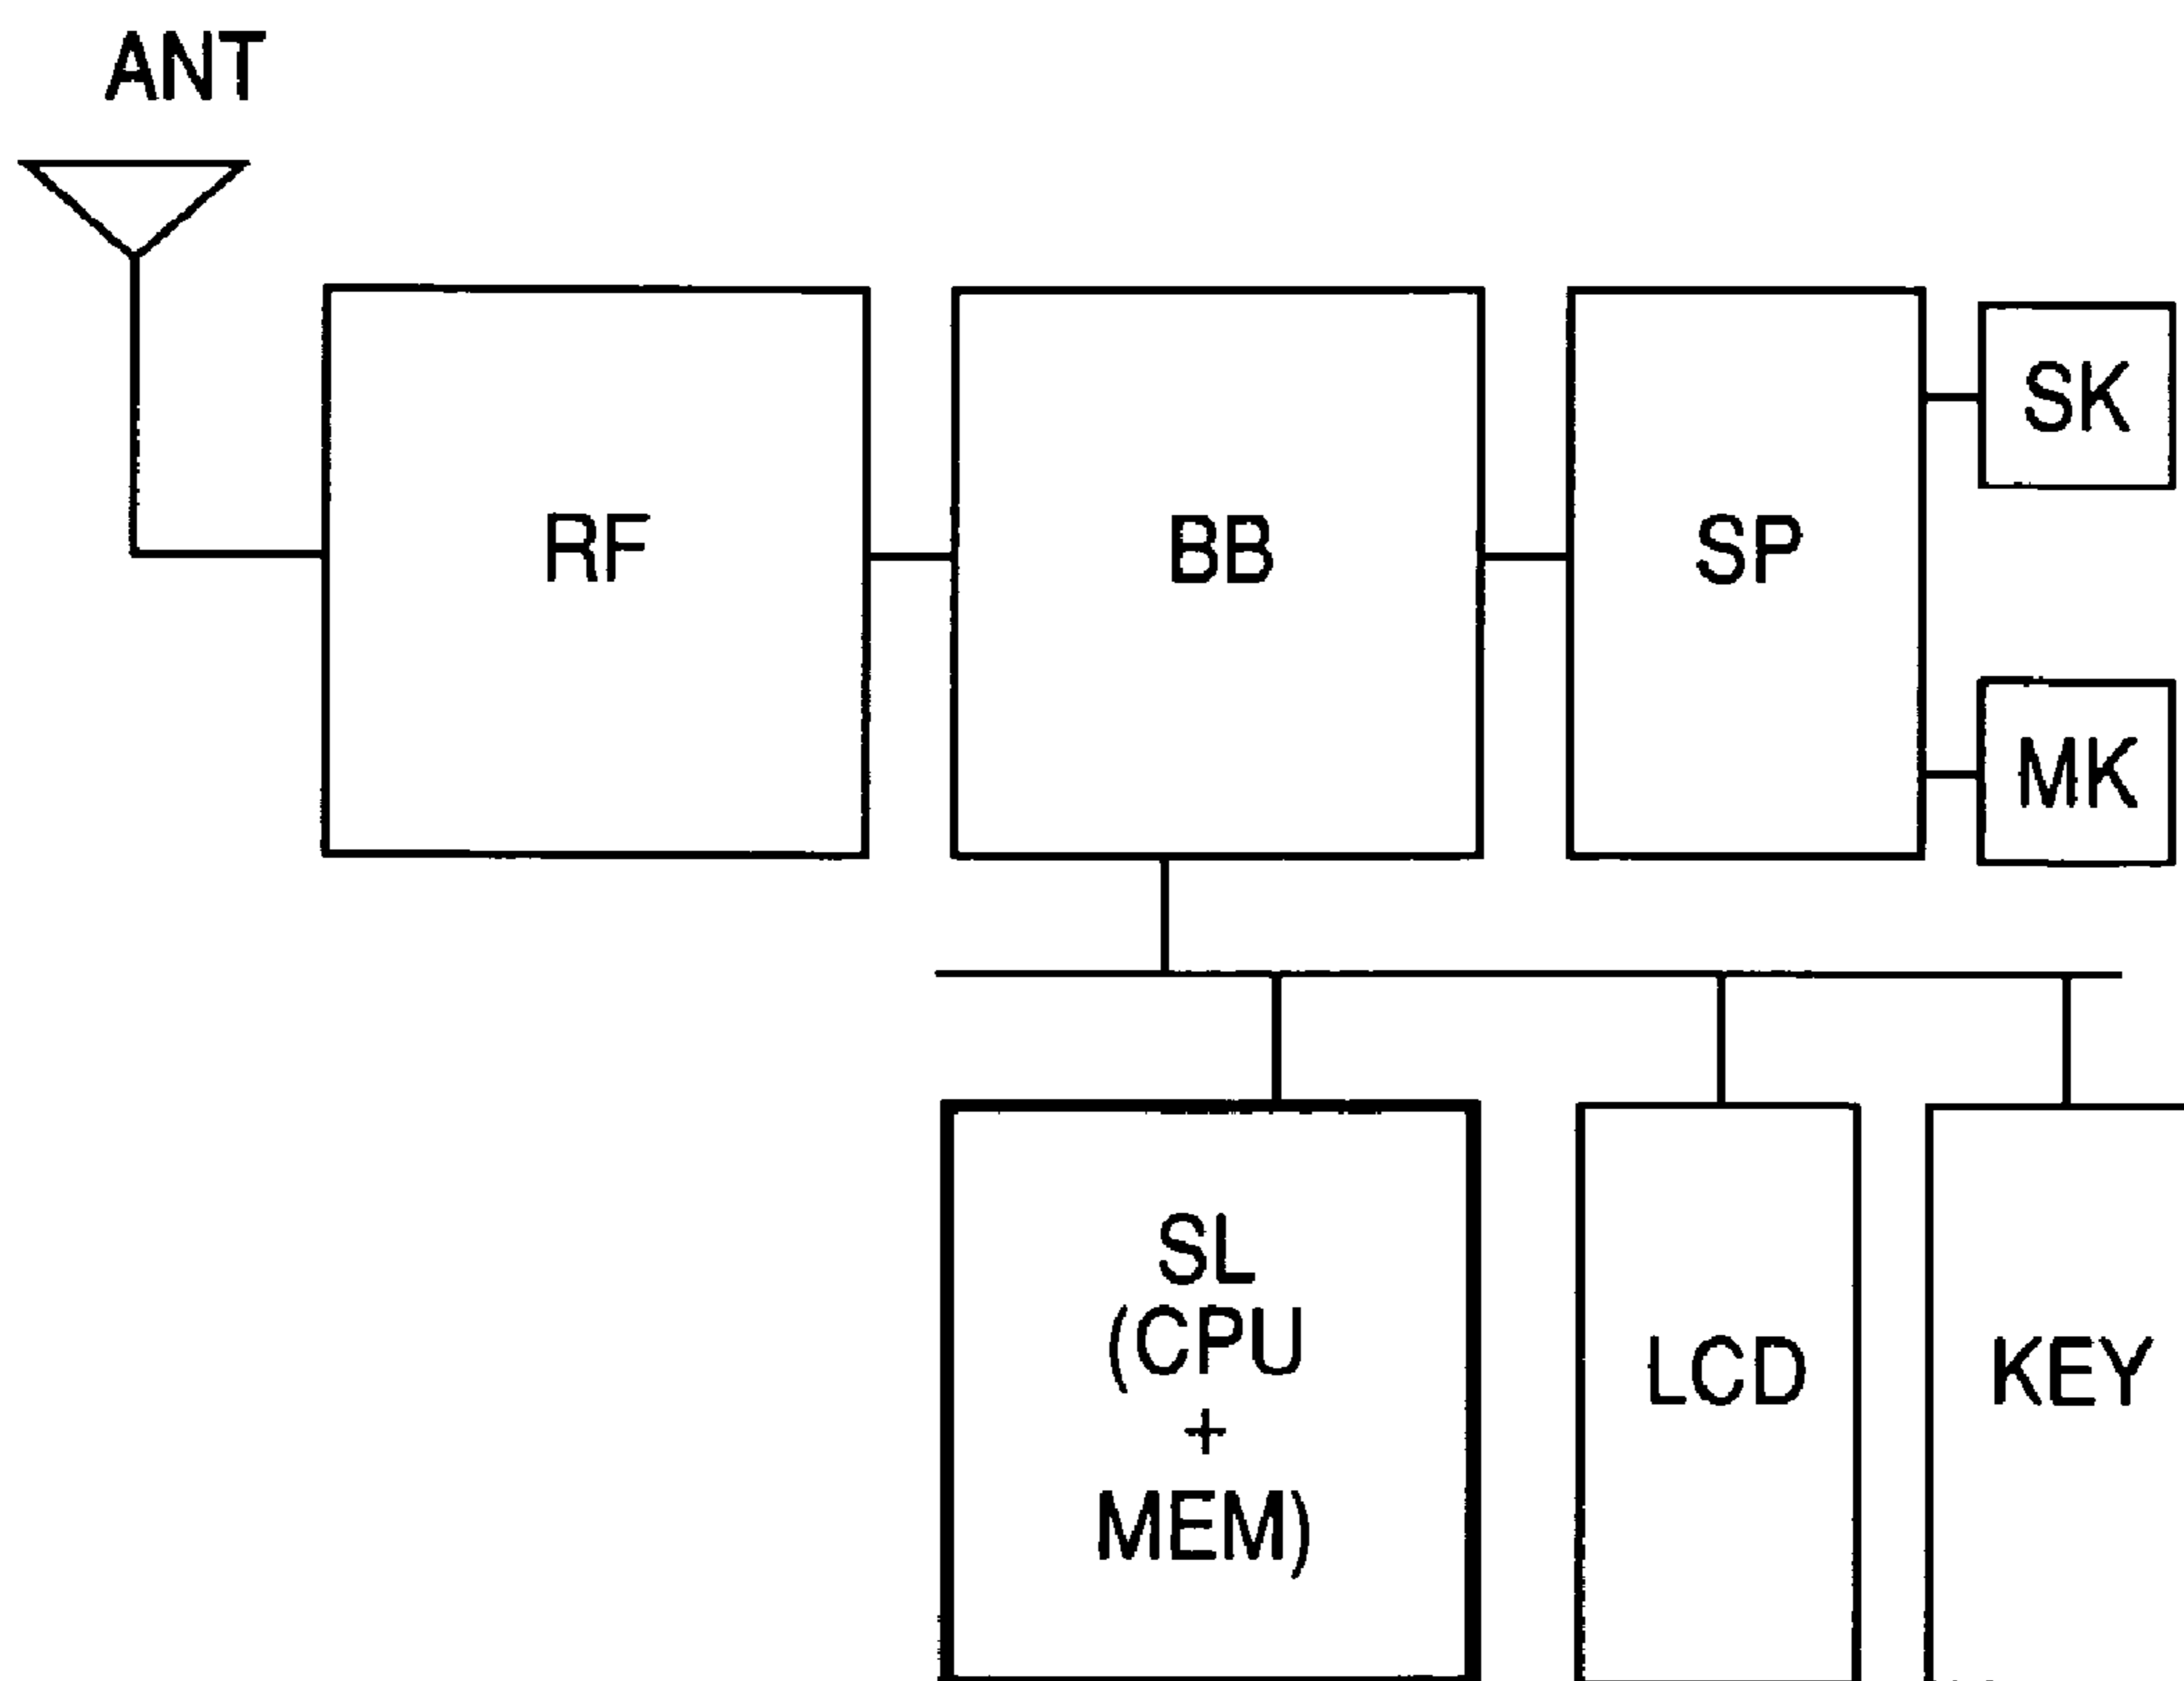 ANT
RF
BB
SP
SK
MK
SL
(CPU
+
MEM)
LCD
KEY